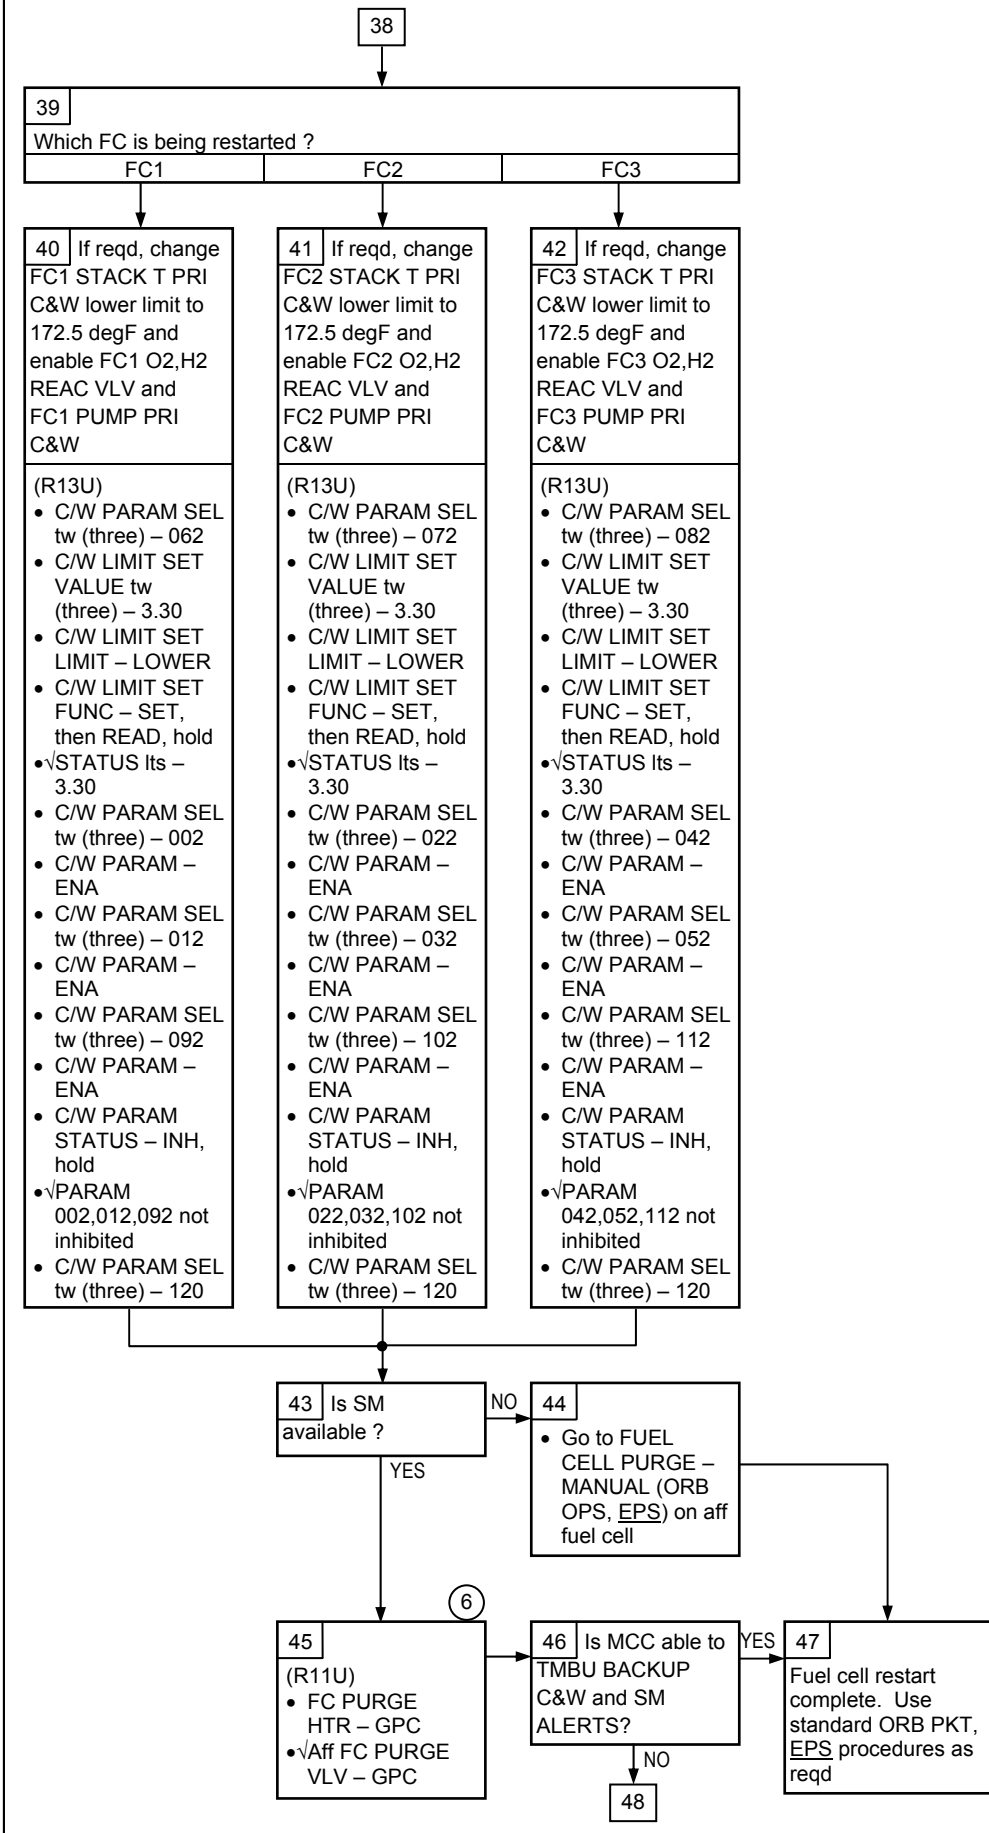 38
39
Which FC is being restarted ?
FC1
FC2
FC3
40 If reqd, change
FC1 STACK T PRI
C&W lower limit to
172.5 degF and
enable FC1 O2,H2
REAC VLV and
FC1 PUMP PRI
C&W
(R13U)
• C/W PARAM SEL
tw (three) – 062
• C/W LIMIT SET
VALUE tw
(three) – 3.30
• C/W LIMIT SET
LIMIT – LOWER
• C/W LIMIT SET
FUNC – SET,
then READ, hold
•√STATUS lts –
3.30
• C/W PARAM SEL
tw (three) – 002
• C/W PARAM –
ENA
• C/W PARAM SEL
tw (three) – 012
• C/W PARAM –
ENA
• C/W PARAM SEL
tw (three) – 092
• C/W PARAM –
ENA
• C/W PARAM
STATUS – INH,
hold
•√PARAM
002,012,092 not
inhibited
• C/W PARAM SEL
tw (three) – 120
41 If reqd, change
FC2 STACK T PRI
C&W lower limit to
172.5 degF and
enable FC2 O2,H2
REAC VLV and
FC2 PUMP PRI
C&W
(R13U)
• C/W PARAM SEL
tw (three) – 072
• C/W LIMIT SET
VALUE tw
(three) – 3.30
• C/W LIMIT SET
LIMIT – LOWER
• C/W LIMIT SET
FUNC – SET,
then READ, hold
•√STATUS lts –
3.30
• C/W PARAM SEL
tw (three) – 022
• C/W PARAM –
ENA
• C/W PARAM SEL
tw (three) – 032
• C/W PARAM –
ENA
• C/W PARAM SEL
tw (three) – 102
• C/W PARAM –
ENA
• C/W PARAM
STATUS – INH,
hold
•√PARAM
022,032,102 not
inhibited
• C/W PARAM SEL
tw (three) – 120
42 If reqd, change
FC3 STACK T PRI
C&W lower limit to
172.5 degF and
enable FC3 O2,H2
REAC VLV and
FC3 PUMP PRI
C&W
(R13U)
• C/W PARAM SEL
tw (three) – 082
• C/W LIMIT SET
VALUE tw
(three) – 3.30
• C/W LIMIT SET
LIMIT – LOWER
• C/W LIMIT SET
FUNC – SET,
then READ, hold
•√STATUS lts –
3.30
• C/W PARAM SEL
tw (three) – 042
• C/W PARAM –
ENA
• C/W PARAM SEL
tw (three) – 052
• C/W PARAM –
ENA
• C/W PARAM SEL
tw (three) – 112
• C/W PARAM –
ENA
• C/W PARAM
STATUS – INH,
hold
•√PARAM
042,052,112 not
inhibited
• C/W PARAM SEL
tw (three) – 120
43 Is SM
available ?
NO
YES
44
• Go to FUEL
CELL PURGE –
MANUAL (ORB
OPS, EPS) on aff
fuel cell
6
45
(R11U)
• FC PURGE
HTR – GPC
•√Aff FC PURGE
VLV – GPC
46 Is MCC able to
TMBU BACKUP
C&W and SM
ALERTS?
YES
NO
47
Fuel cell restart
complete. Use
standard ORB PKT,
EPS procedures as
reqd
48